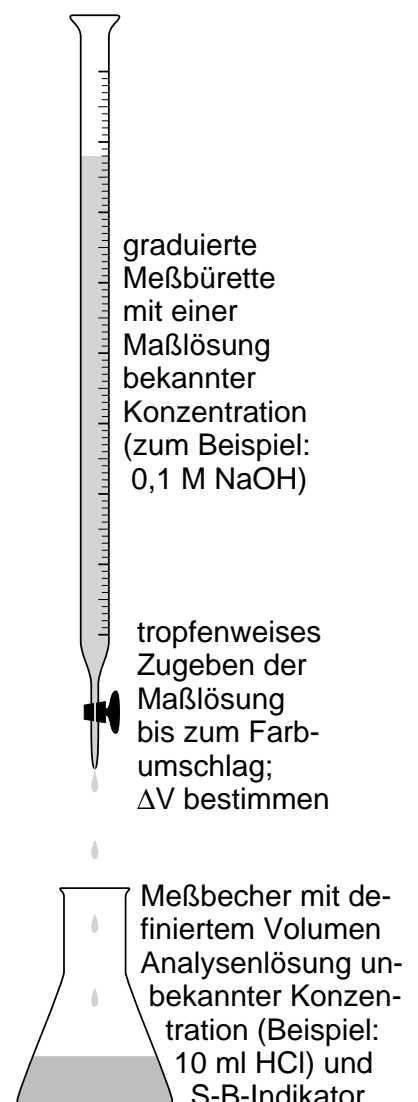 graduierte
Meßbürette
mit einer
Maßlösung
bekannter
Konzentration
(zum Beispiel:
0,1 M NaOH)
tropfenweises
Zugeben der
Maßlösung
bis zum Farb-
umschlag;
ΔV bestimmen
Meßbecher mit de-
finiertem Volumen
Analysenlösung un-
bekannter Konzen-
tration (Beispiel:
10 ml HCl) und
S-B-Indikator